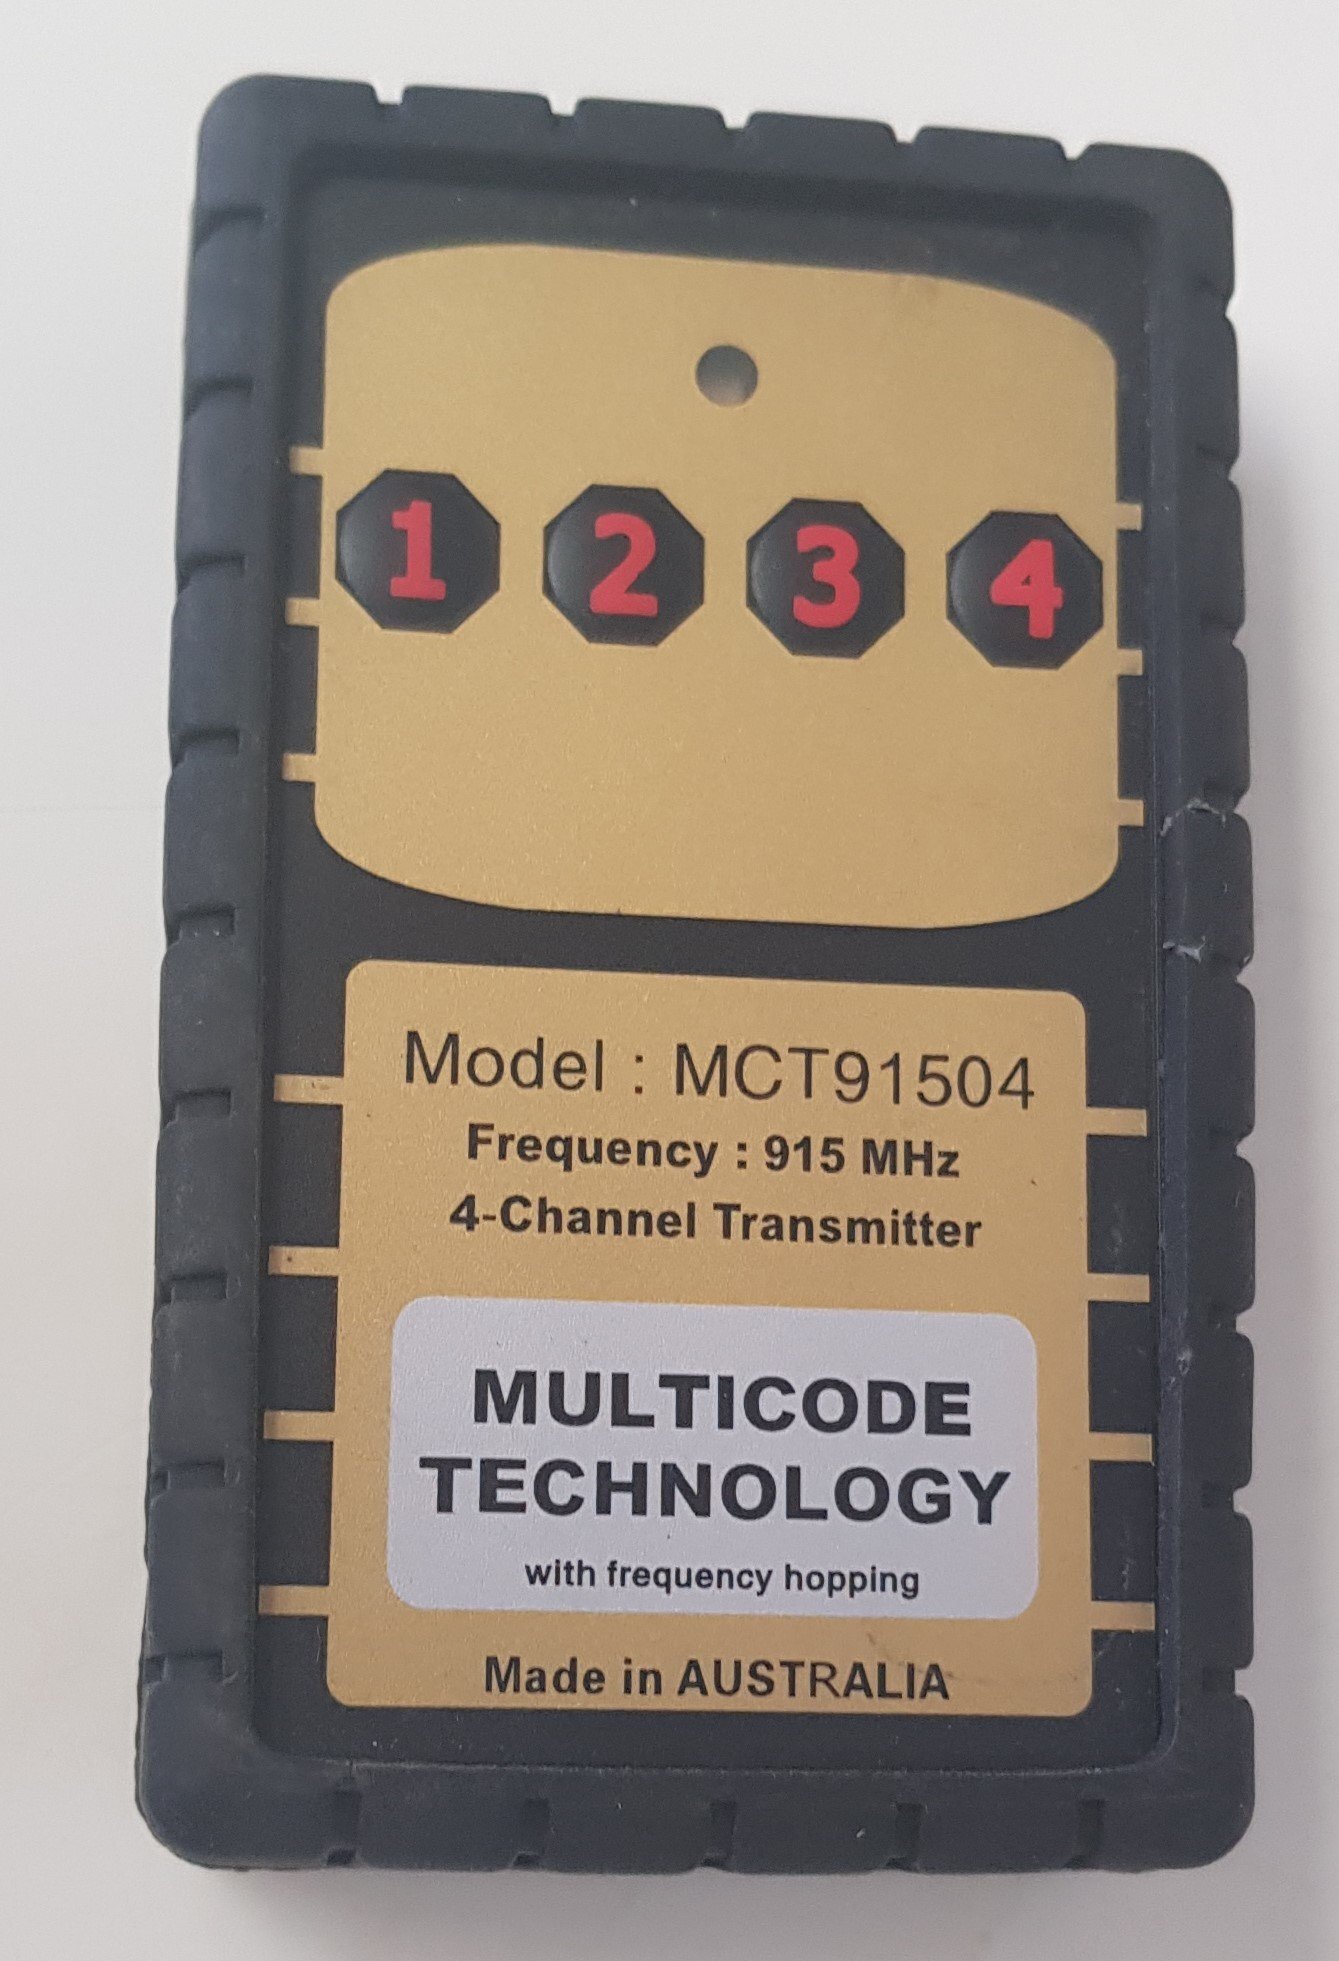 1 2 3 4
Model : MCT91504
Frequency : 915 MHz
4-Channel Transmitter
MULTICODE
TECHNOLOGY
with frequency hopping
Made in AUSTRALIA